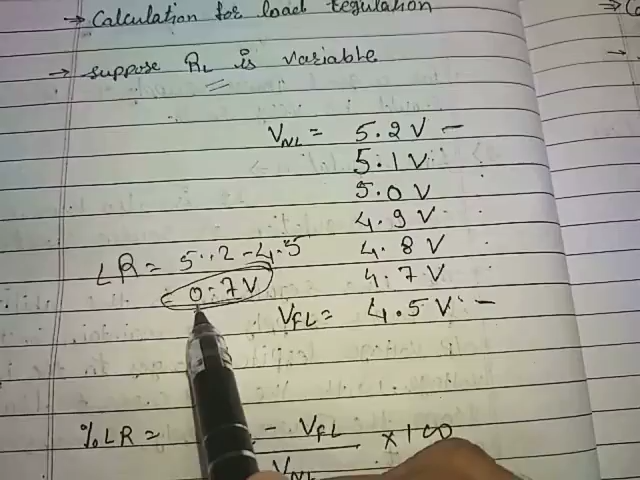 → Calculation for load regulation
→ suppose RL is variable
VNL = 5.2 V –
5.1 V
5.0 V
4.9 V
LR = 5.2 - 4.5
4.8 V
= 0.7 V
4.7 V
VFL = 4.5 V –
% LR = - VFL × 100
VNL